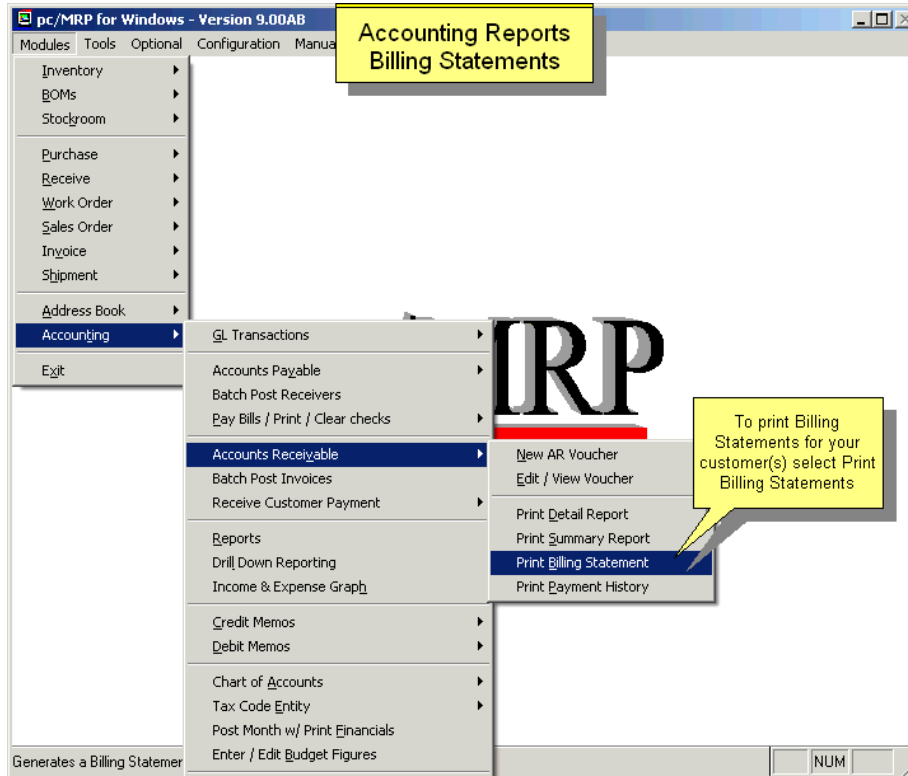 pc/MRP for Windows - Version 9.00AB
Accounting Reports
Billing Statements
Modules Tools Optional Configuration
Inventory
BOMs
Stockroom
Purchase
Receive
Work Order
Sales Order
Invoice
Shipment
Address Book
Accounting
Exit
GL Transactions
Accounts Payable
Batch Post Receivers
Pay Bills / Print / Clear checks
Accounts Receivable
Batch Post Invoices
Receive Customer Payment
Reports
Drill Down Reporting
Income & Expense Graph
Credit Memos
Debit Memos
Chart of Accounts
Tax Code Entity
Post Month w/ Print Financials
Enter / Edit Budget Figures
MRP
New AR Voucher
Edit / View Voucher
Print Detail Report
Print Summary Report
Print Billing Statement
Print Payment History
To print Billing
Statements for your
customer(s) select Print
Billing Statements
Generates a Billing Statemen
NUM